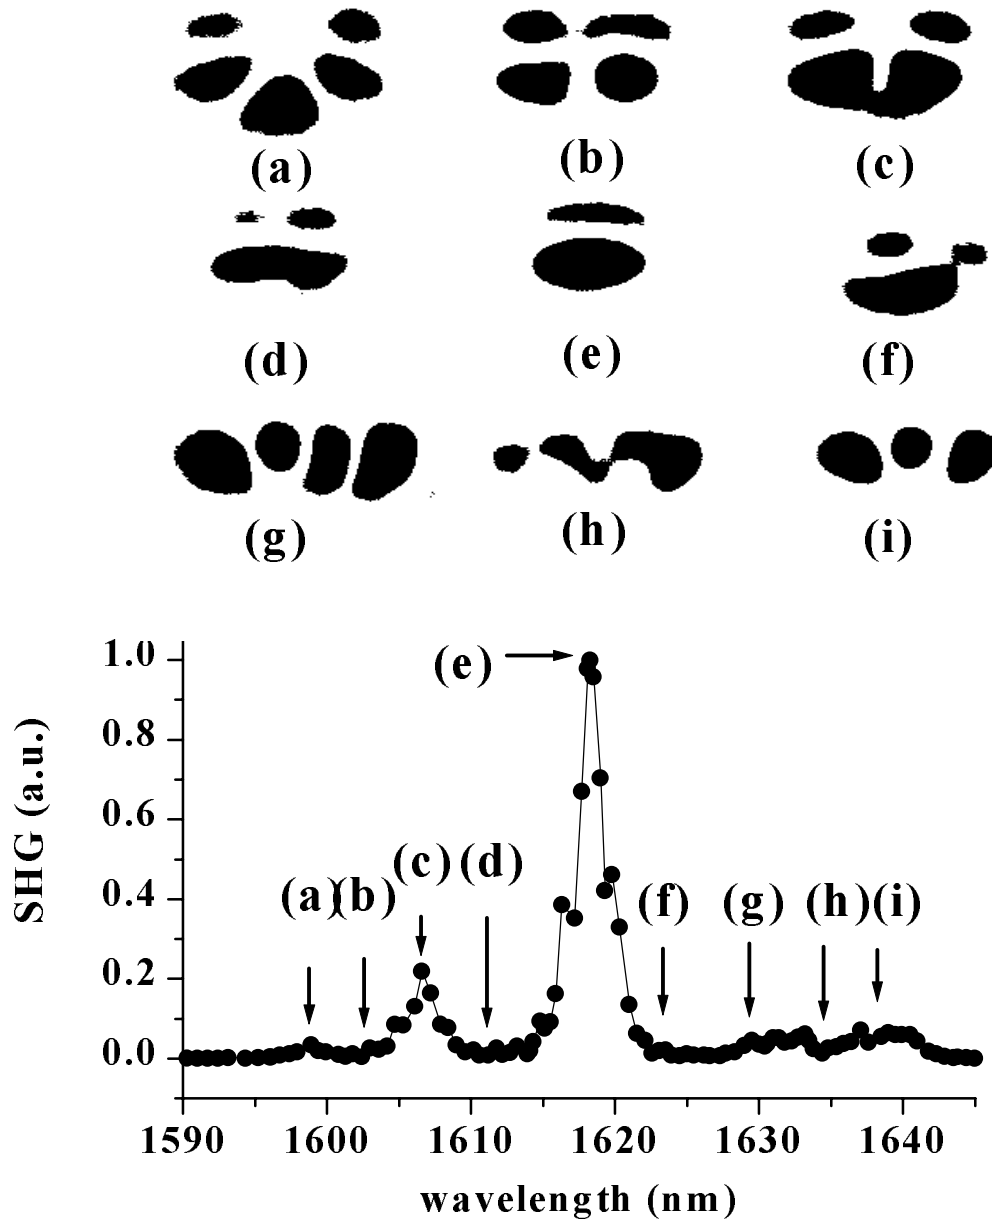 (a) (b) (c)
(d) (e) (f)
(g) (h) (i)
1.0
(e)
0.8
0.6
(c) (d)
0.4
(a) (b) (f) (g) (h) (i)
0.2
0.0
SHG (a.u.)
1590 1600 1610 1620 1630 1640
wavelength (nm)